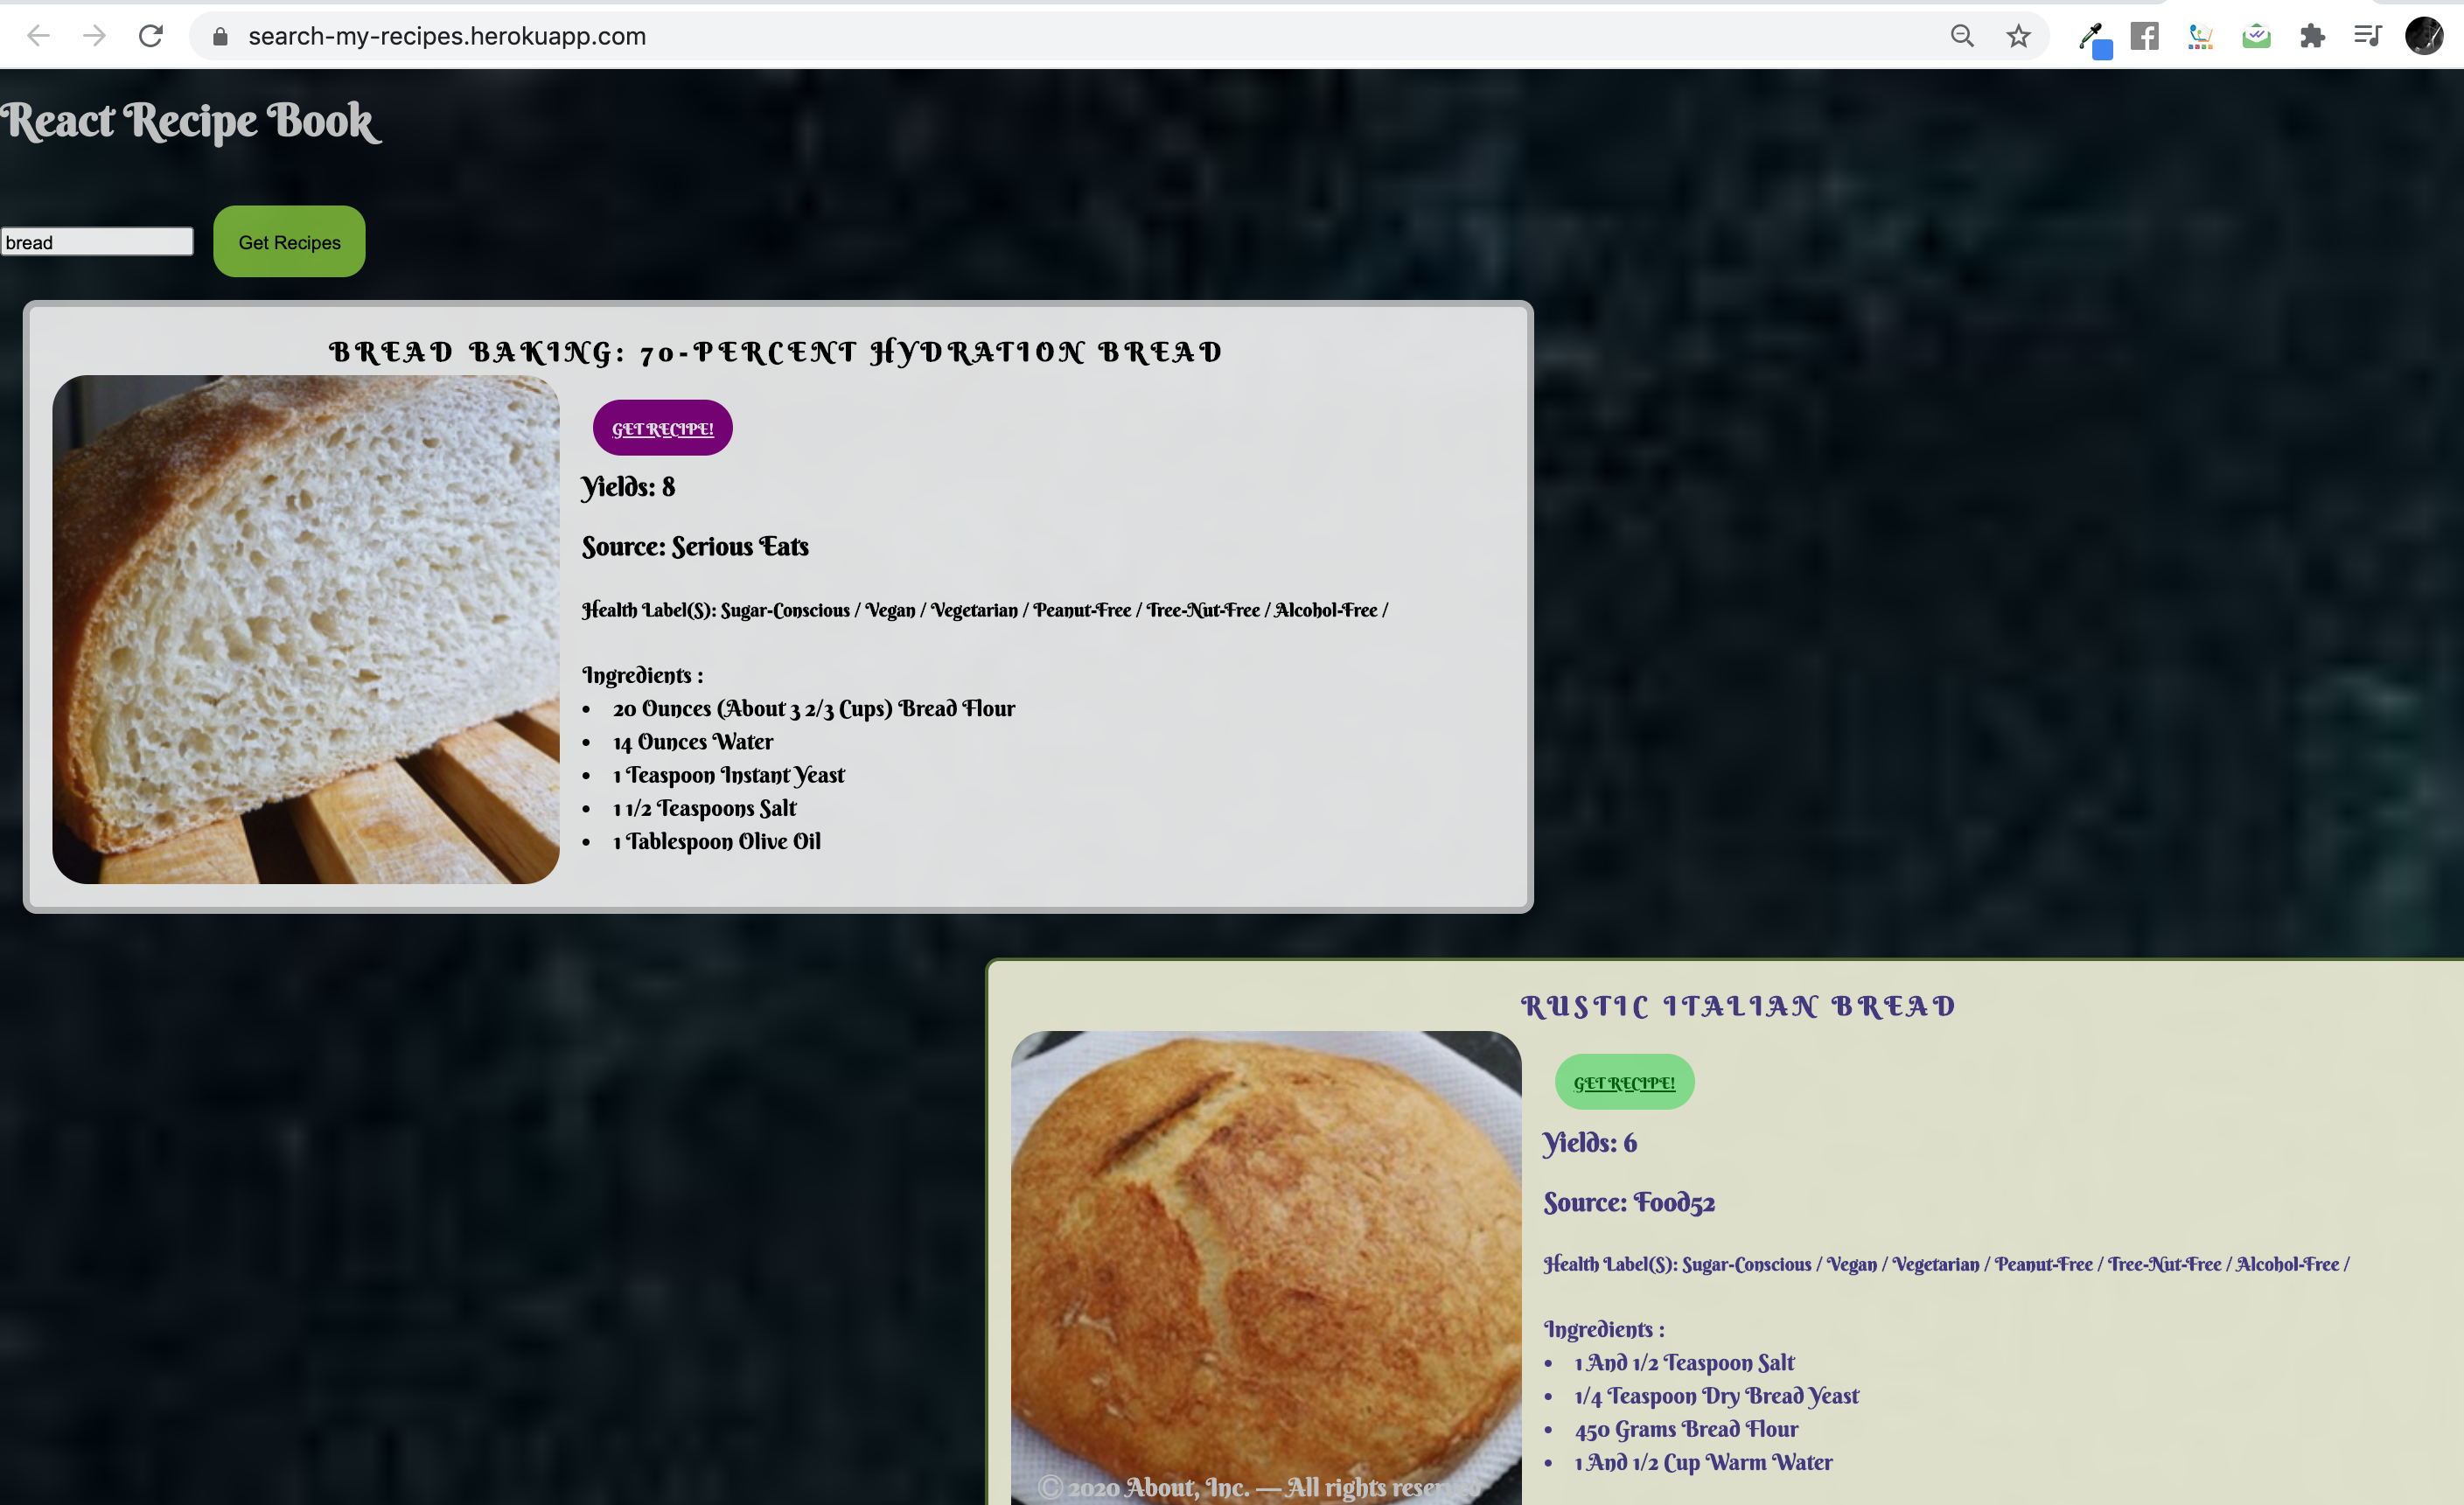 search-my-recipes.herokuapp.com
React Recipe Book
bread
Get Recipes
BREAD BAKING: 70-PERCENT HYDRATION BREAD
GET RECIPE!
Yields: 8
Source: Serious Eats
Health Label(S): Sugar-Conscious / Vegan / Vegetarian / Peanut-Free / Tree-Nut-Free / Alcohol-Free /
Ingredients :
• 20 Ounces (About 3 2/3 Cups) Bread Flour
• 14 Ounces Water
• 1 Teaspoon Instant Yeast
• 1 1/2 Teaspoons Salt
• 1 Tablespoon Olive Oil
RUSTIC ITALIAN BREAD
GET RECIPE!
Yields: 6
Source: Food52
Health Label(S): Sugar-Conscious / Vegan / Vegetarian / Peanut-Free / Tree-Nut-Free / Alcohol-Free /
Ingredients :
• 1 And 1/2 Teaspoon Salt
• 1/4 Teaspoon Dry Bread Yeast
• 450 Grams Bread Flour
• 1 And 1/2 Cup Warm Water
© 2020 About, Inc. — All rights reserved